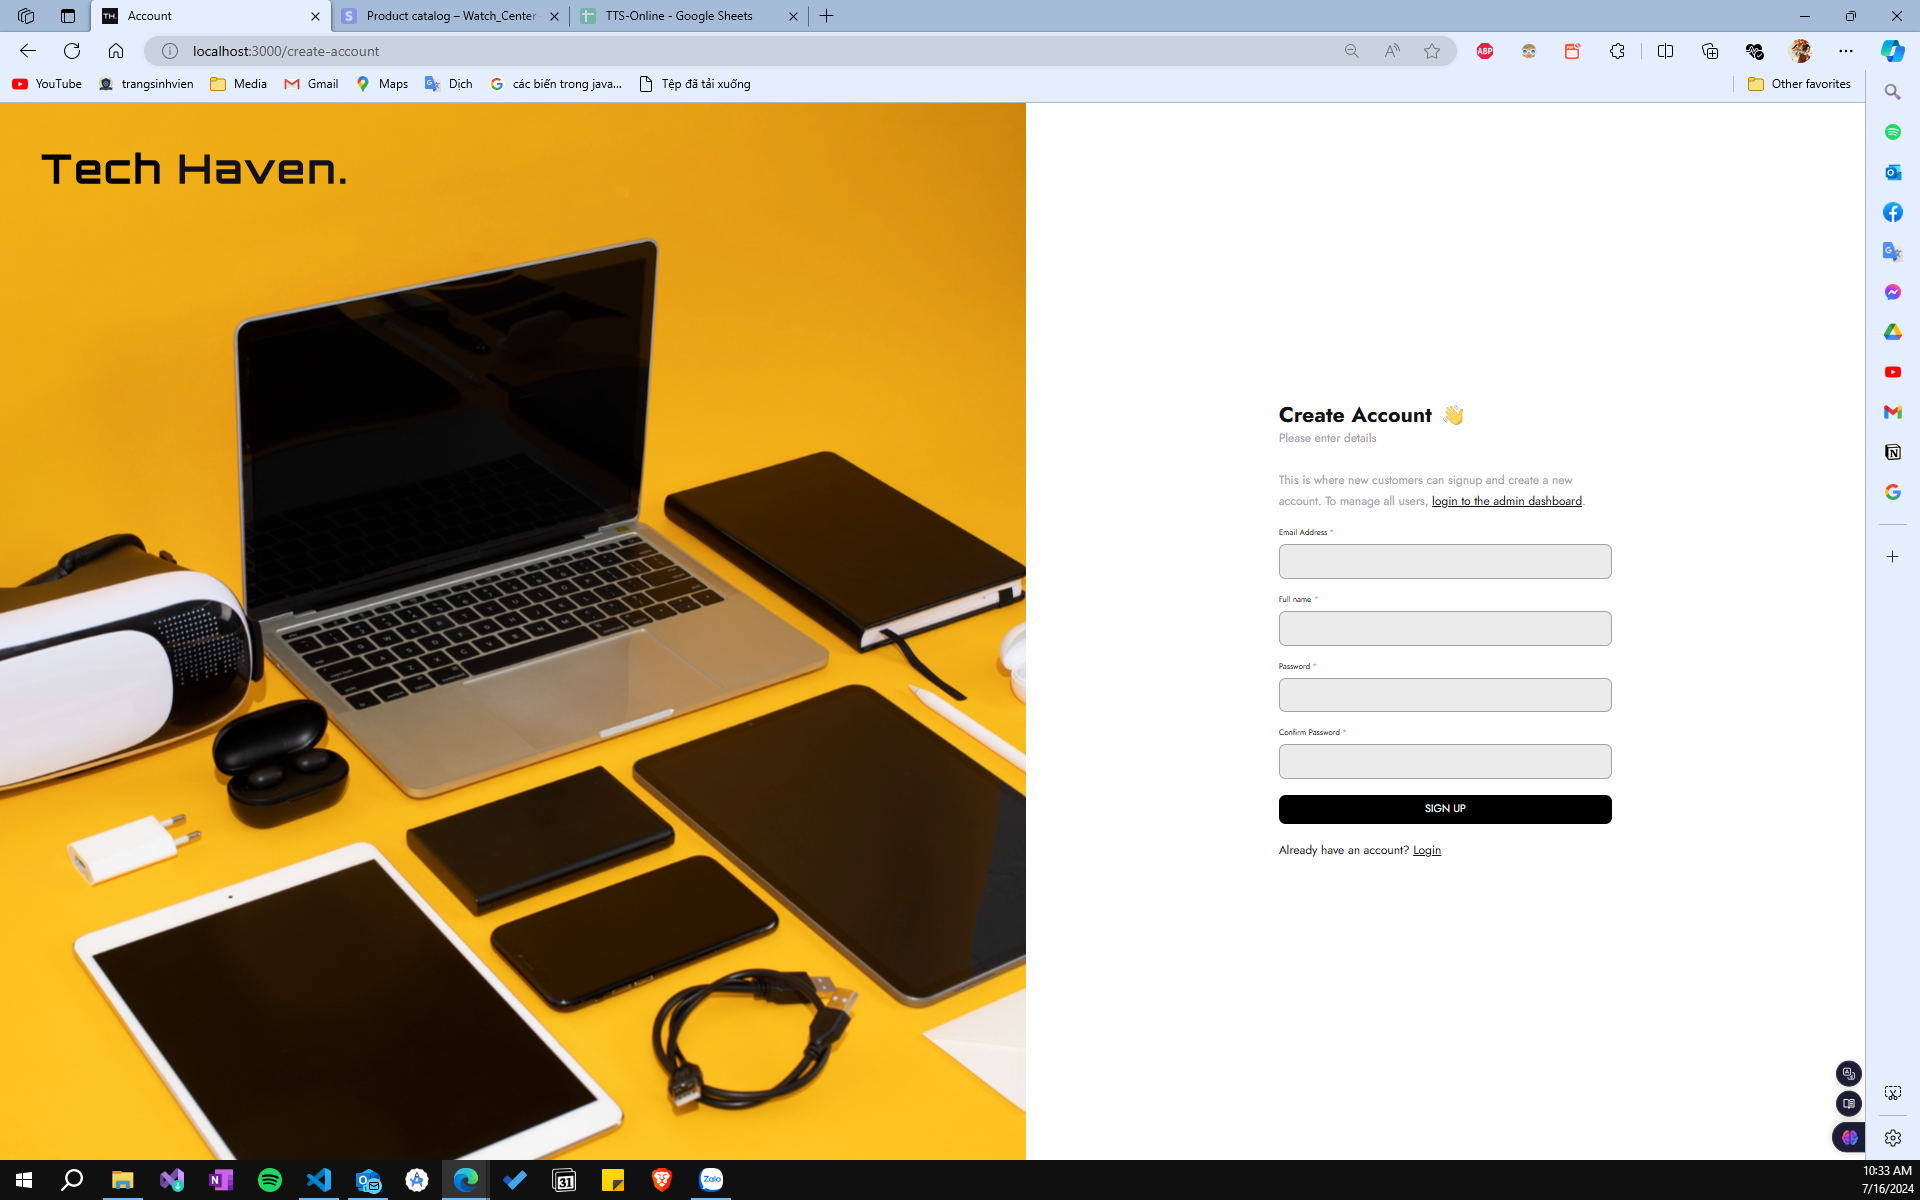 Account
Product catalog – Watch_Center
TTS-Online - Google Sheets
localhost:3000/create-account
ABP
YouTube
trangsinhvien
Media
Gmail
Maps
Dịch
các biến trong java...
Tệp đã tải xuống
Other favorites
Tech Haven.
Create Account 👋
Please enter details
This is where new customers can signup and create a new
account. To manage all users, login to the admin dashboard.
Email Address *
Full name *
Password *
Confirm Password *
SIGN UP
Already have an account? Login
31
Zalo
10:33 AM
7/16/2024